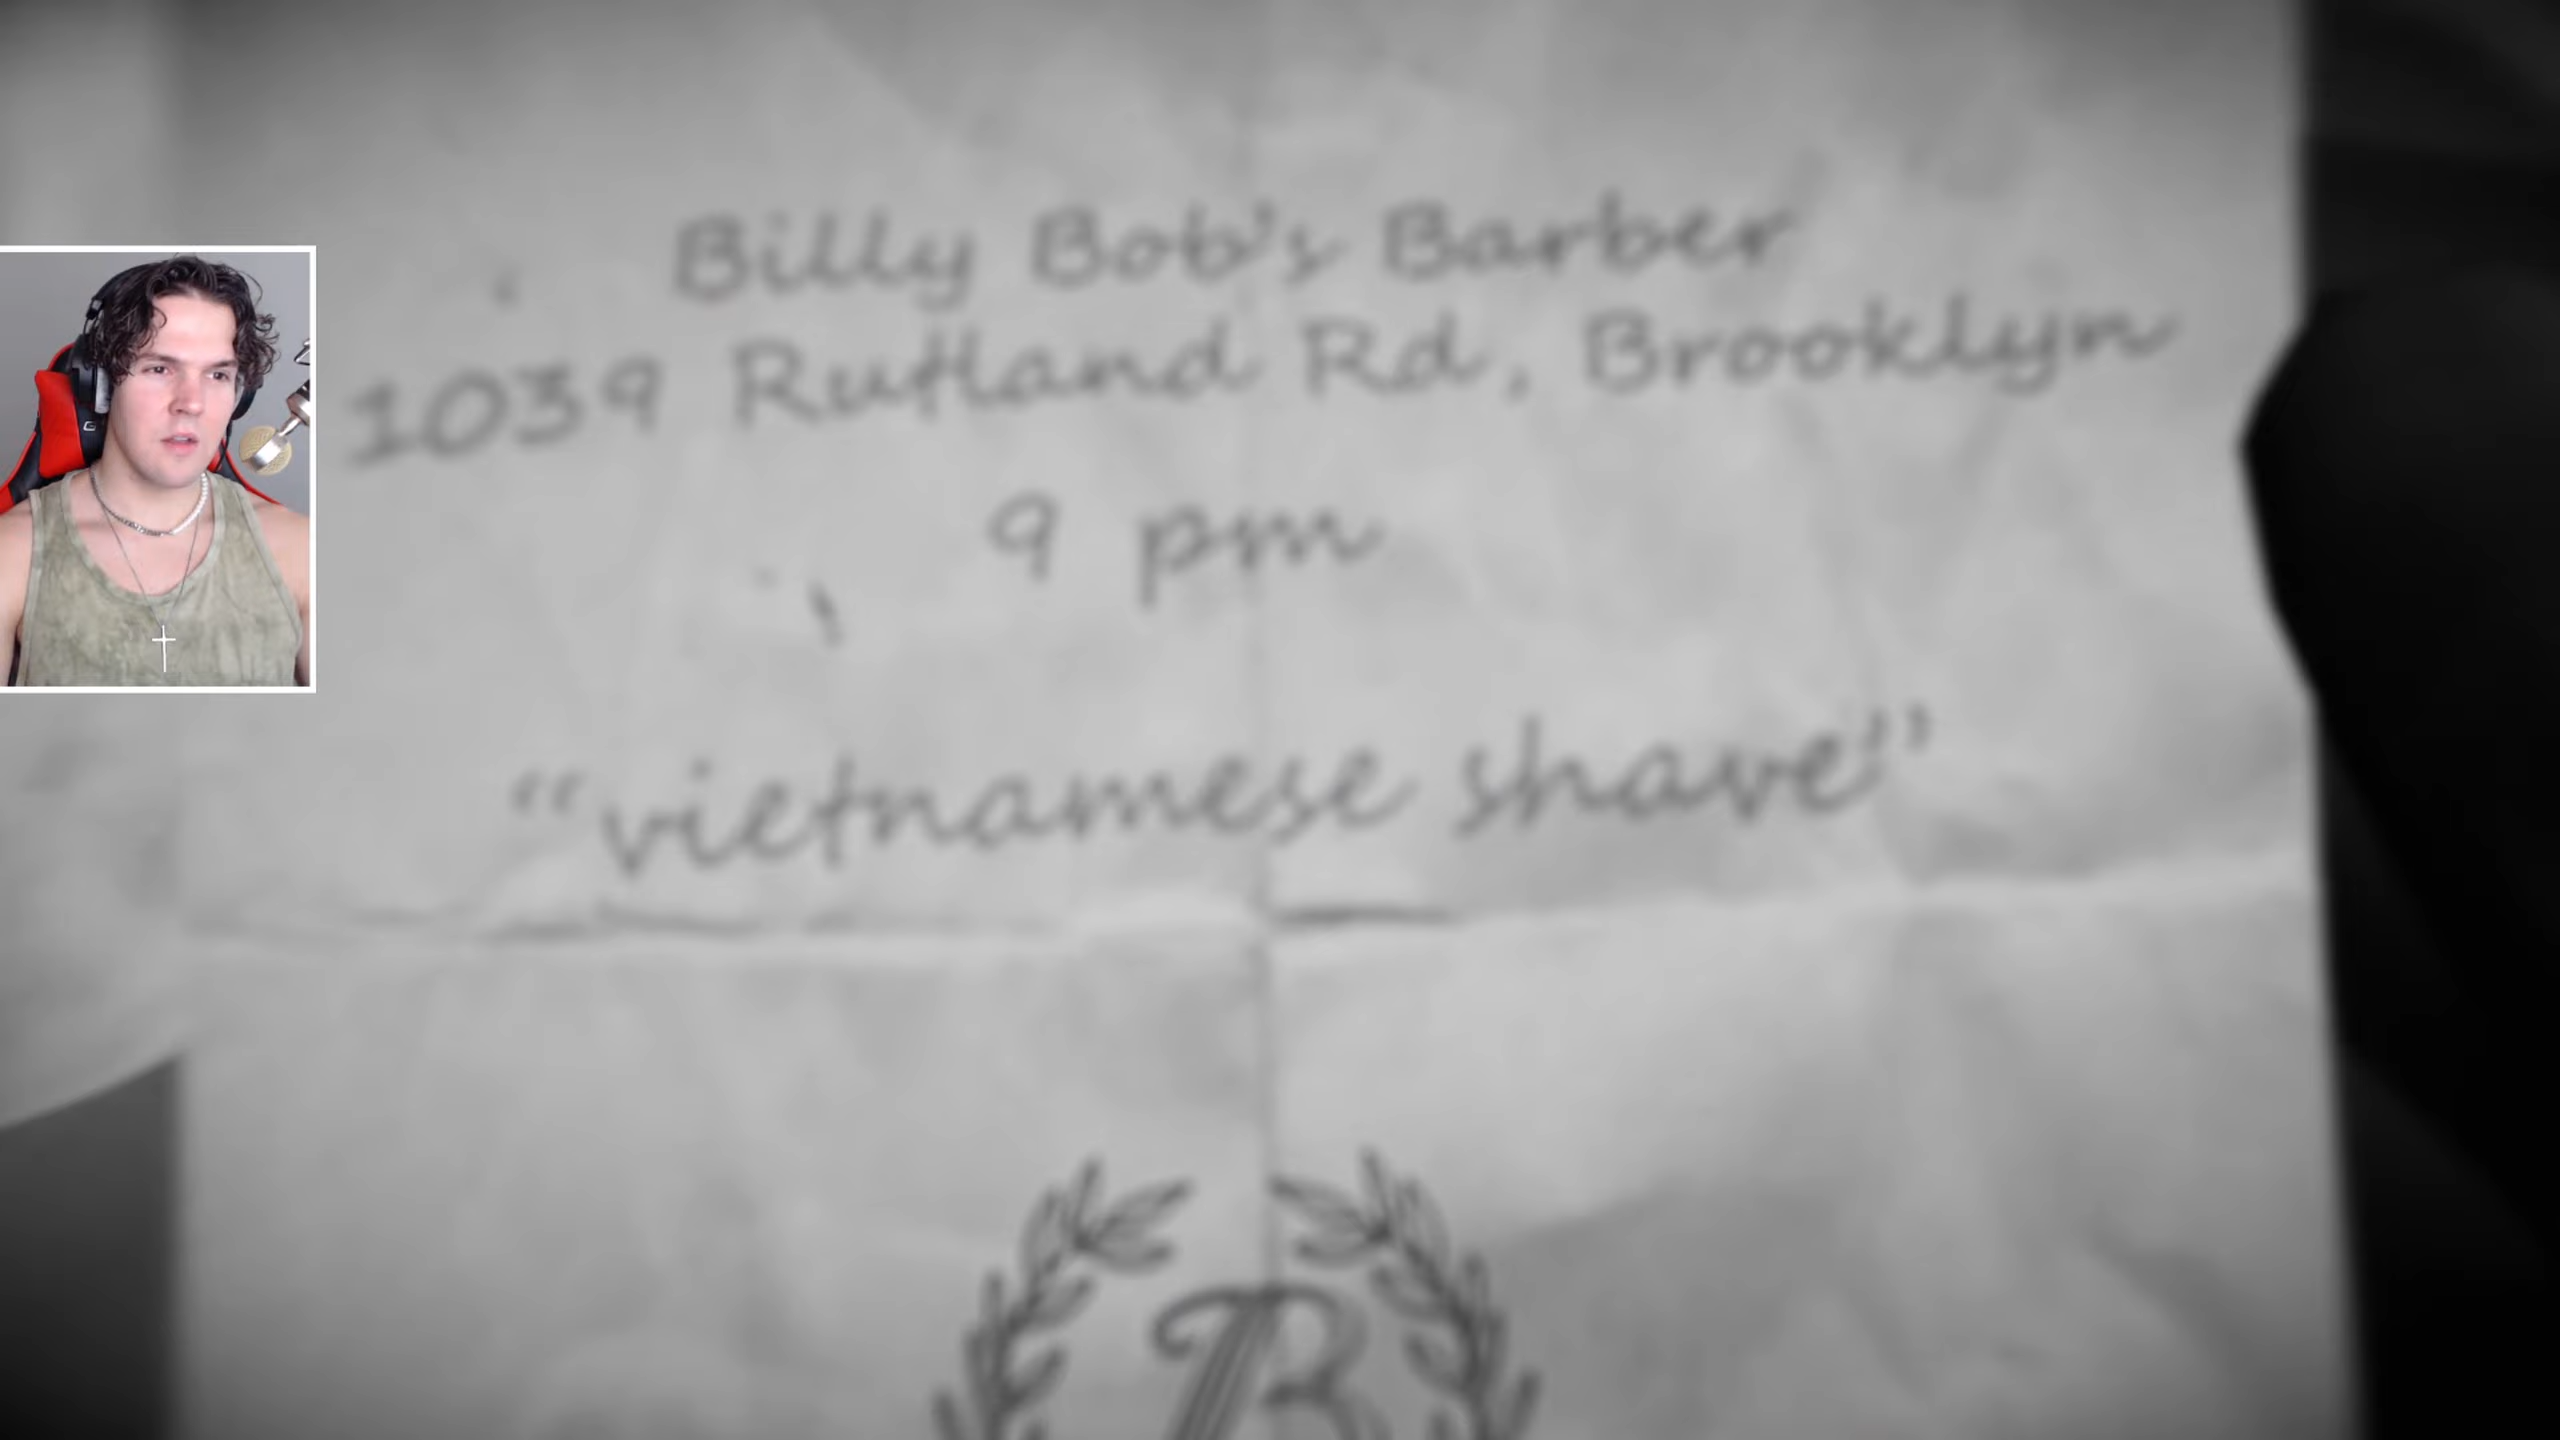 Billy Bob's Barber
1039 Rutland Rd, Brooklyn
9 pm
"vietnamese shave"
B